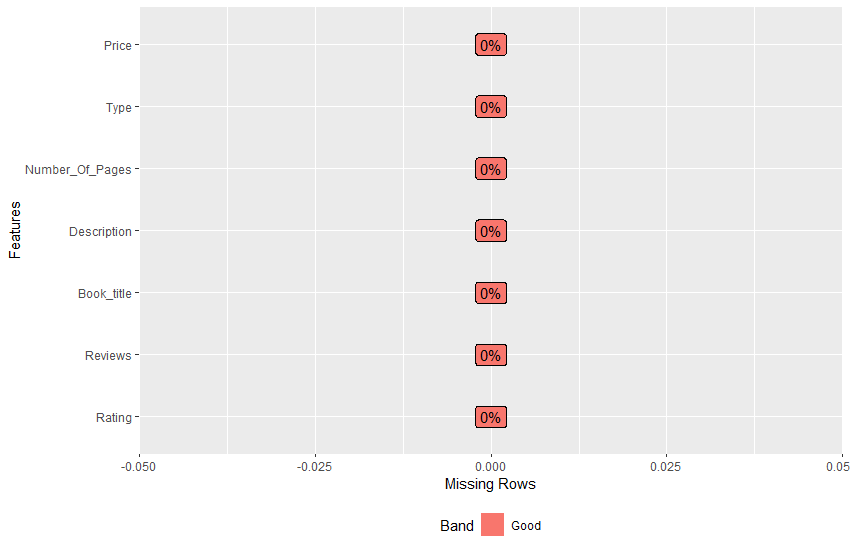 Price 0%
Type 0%
Number_Of_Pages 0%
Description 0%
Book_title 0%
Reviews 0%
Rating 0%
Features
-0.050 -0.025 0.000 0.025 0.05
Missing Rows
Band Good